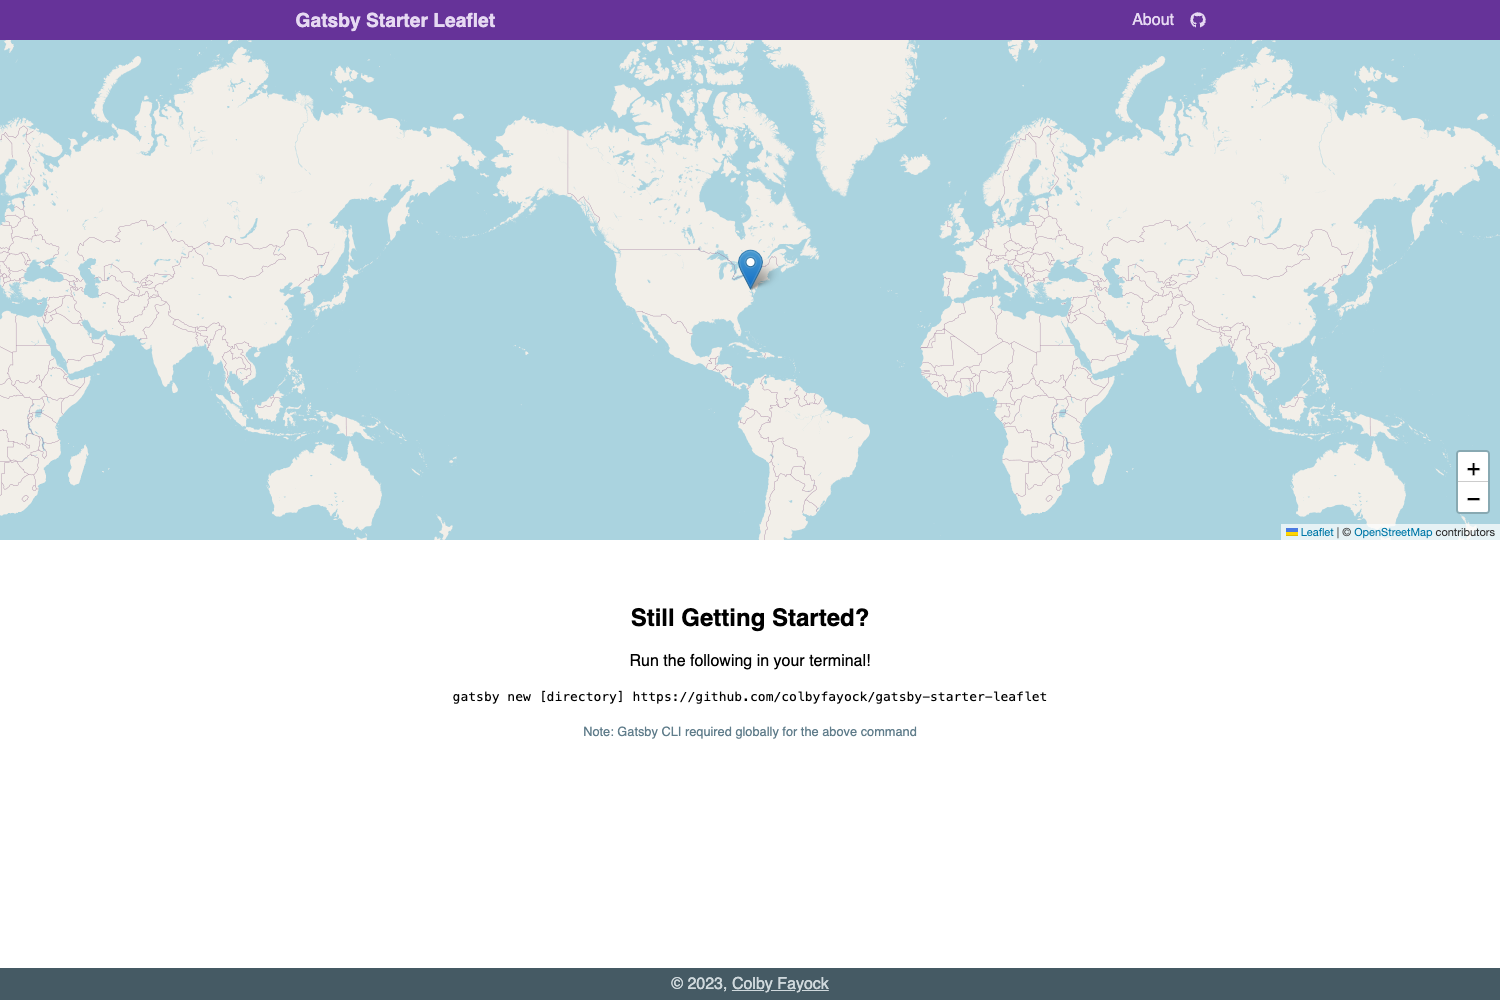 Gatsby Starter Leaflet
About
+
−
Leaflet | © OpenStreetMap contributors
Still Getting Started?
Run the following in your terminal!
gatsby new [directory] https://github.com/colbyfayock/gatsby-starter-leaflet
Note: Gatsby CLI required globally for the above command
© 2023, Colby Fayock